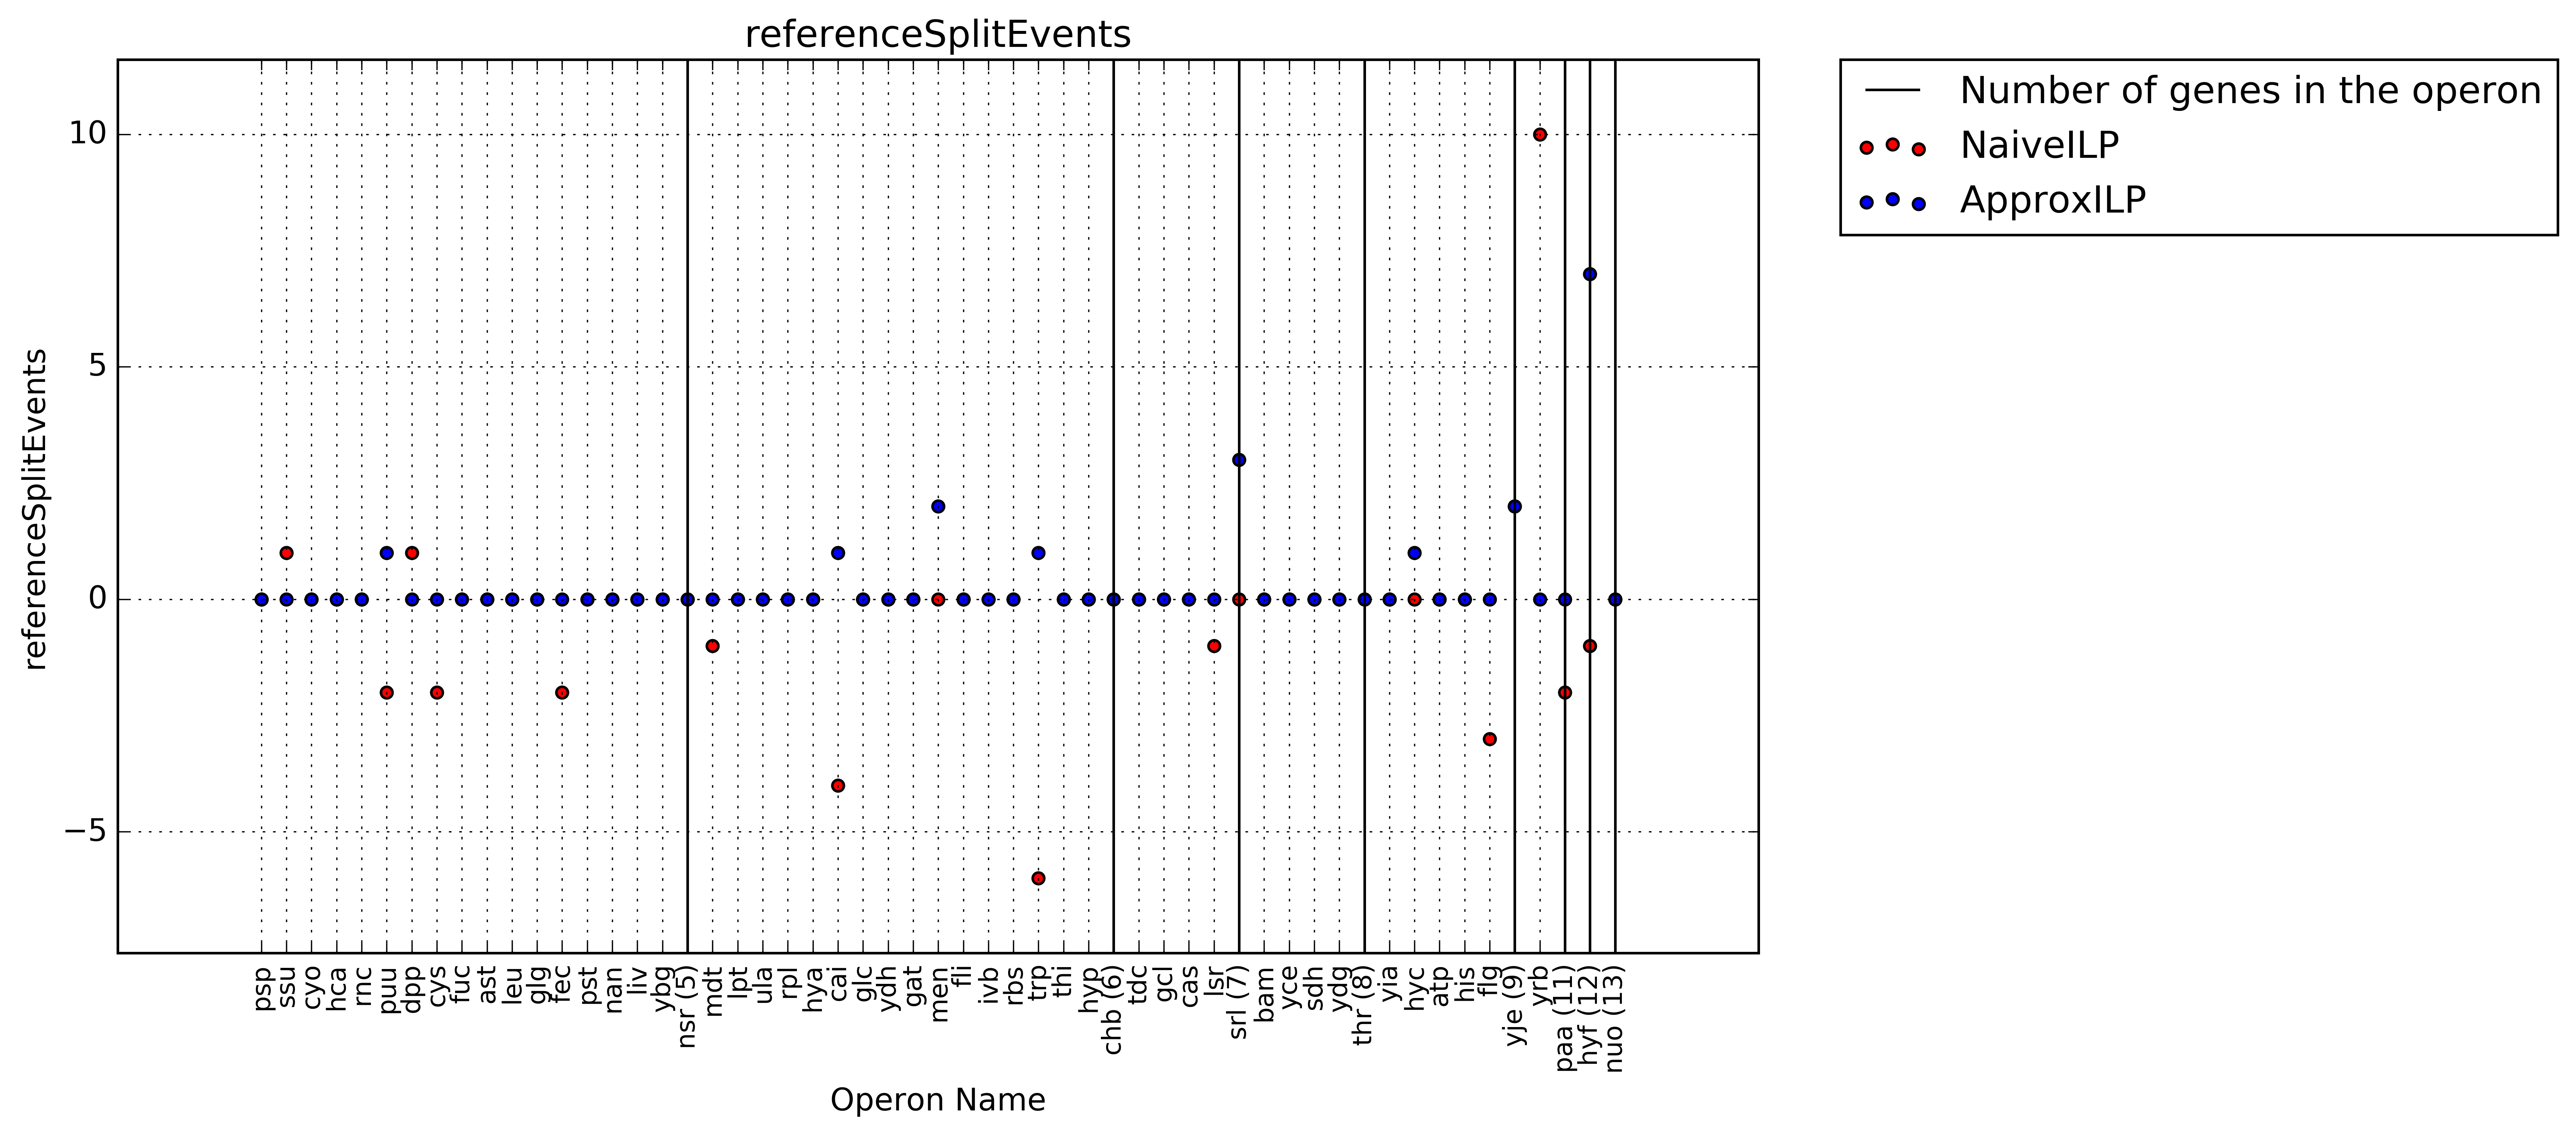 referenceSplitEvents
Number of genes in the operon
NaiveILP
ApproxILP
referenceSplitEvents
10
5
0
−5
psp
ssu
cyo
hca
rnc
puu
dpp
cys
fuc
ast
leu
glg
fec
pst
nan
liv
ybg
nsr (5)
mdt
lpt
ula
rpl
hya
cai
glc
ydh
gat
men
fli
ivb
rbs
trp
thi
hyp
chb (6)
tdc
gcl
cas
lsr
srl (7)
bam
yce
sdh
ydg
thr (8)
yia
hyc
atp
his
flg
yje (9)
yrb
paa (11)
hyf (12)
nuo (13)
Operon Name